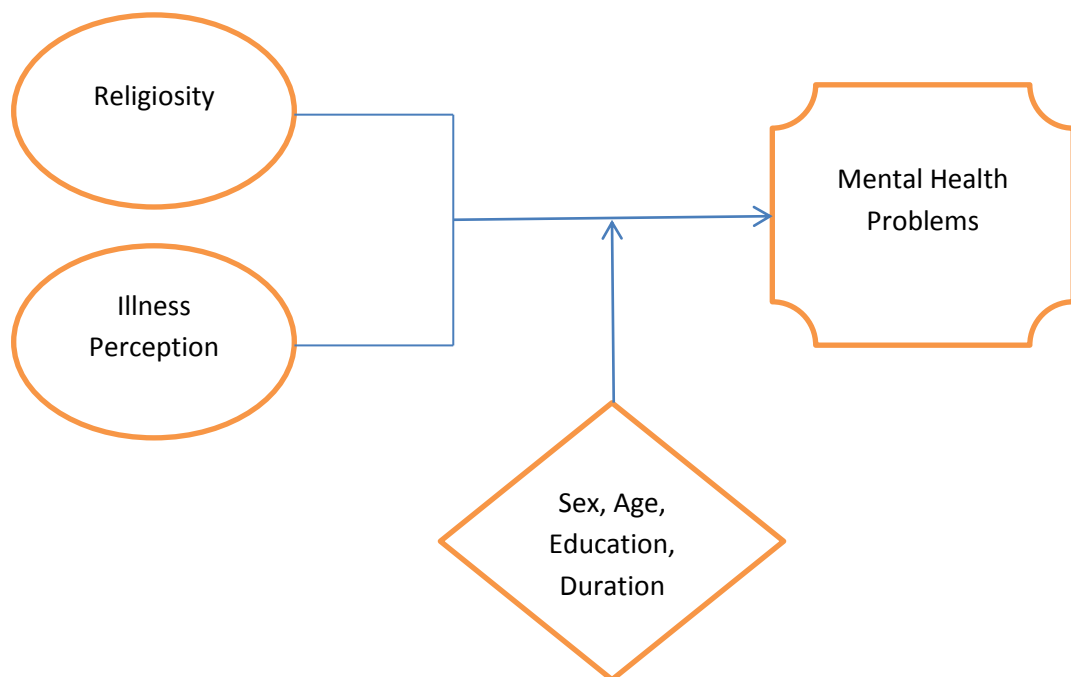 Religiosity
Illness
Perception
Mental Health
Problems
Sex, Age,
Education,
Duration